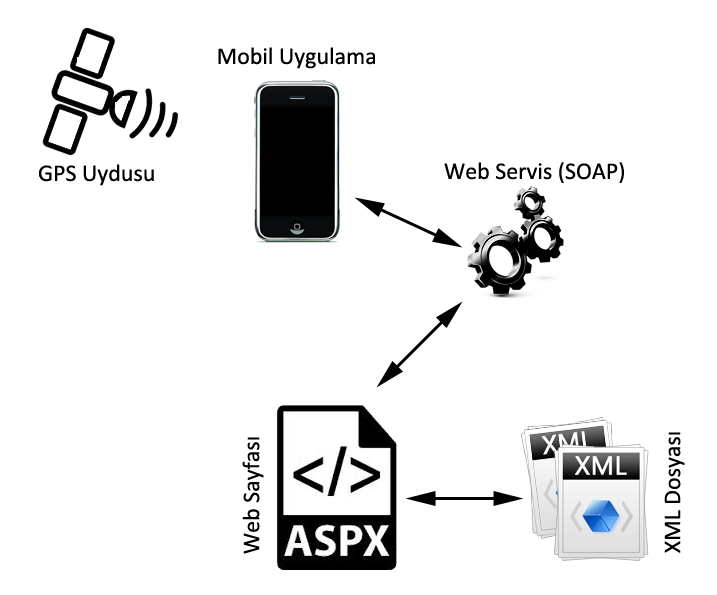 Mobil Uygulama
GPS Uydusu
Web Servis (SOAP)
Web Sayfası
</>
ASPX
XML
XML
XML Dosyası